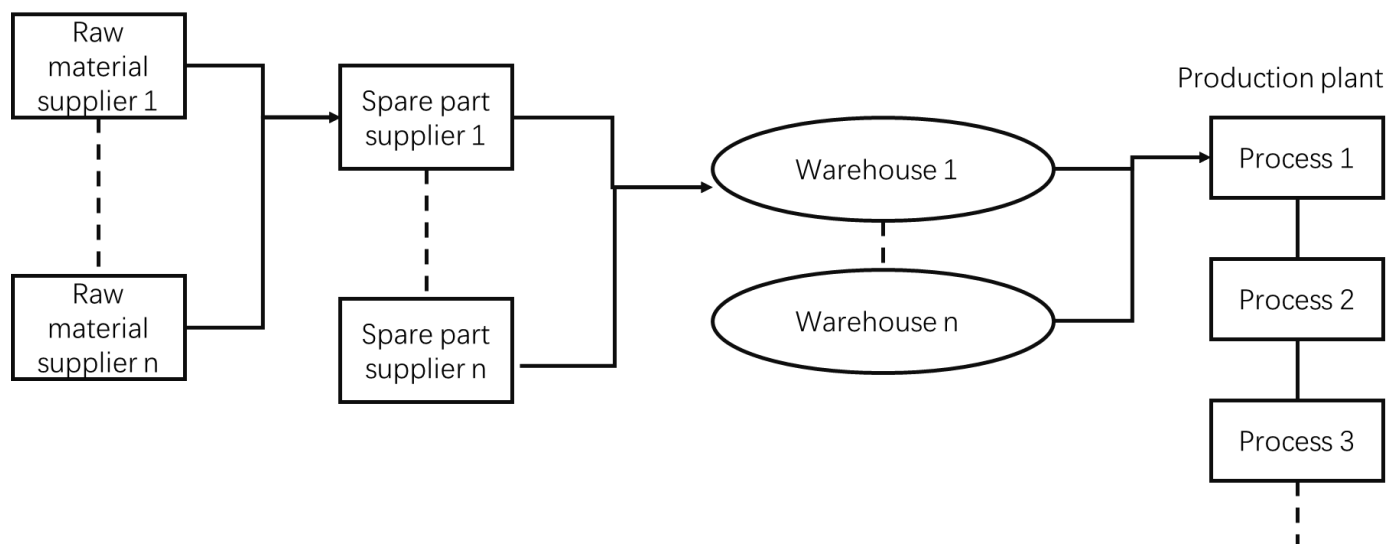 Raw
material
supplier 1
Raw
material
supplier n
Spare part
supplier 1
Spare part
supplier n
Warehouse 1
Warehouse n
Production plant
Process 1
Process 2
Process 3